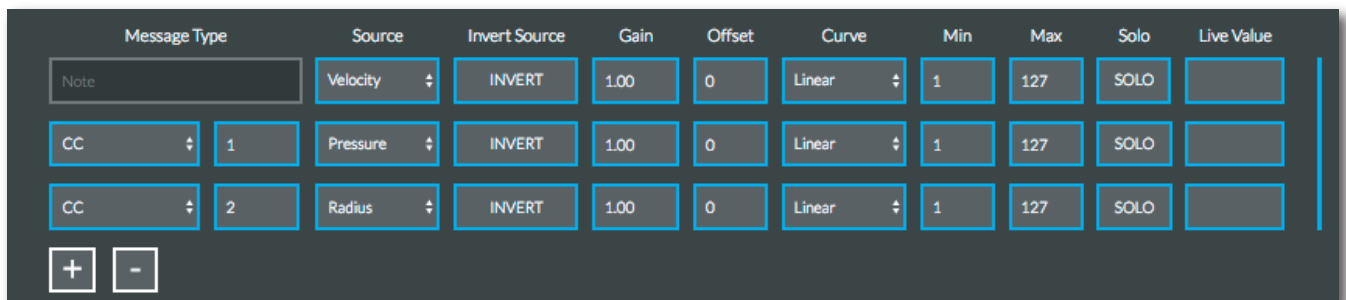 Message Type Source Invert Source Gain Offset Curve Min Max Solo Live Value
Note Velocity INVERT 1.00 0 Linear 1 127 SOLO
CC 1 Pressure INVERT 1.00 0 Linear 1 127 SOLO
CC 2 Radius INVERT 1.00 0 Linear 1 127 SOLO
+ -